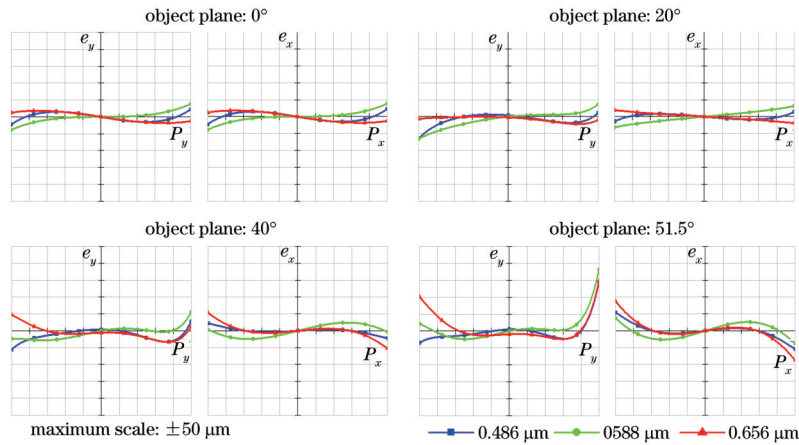 object plane: 0°
object plane: 20°
e_y
e_x
e_y
e_x
P_y
P_x
P_y
P_x
object plane: 40°
object plane: 51.5°
e_y
e_x
e_y
e_x
P_y
P_x
P_y
P_x
maximum scale: ±50 μm
0.486 μm
0588 μm
0.656 μm